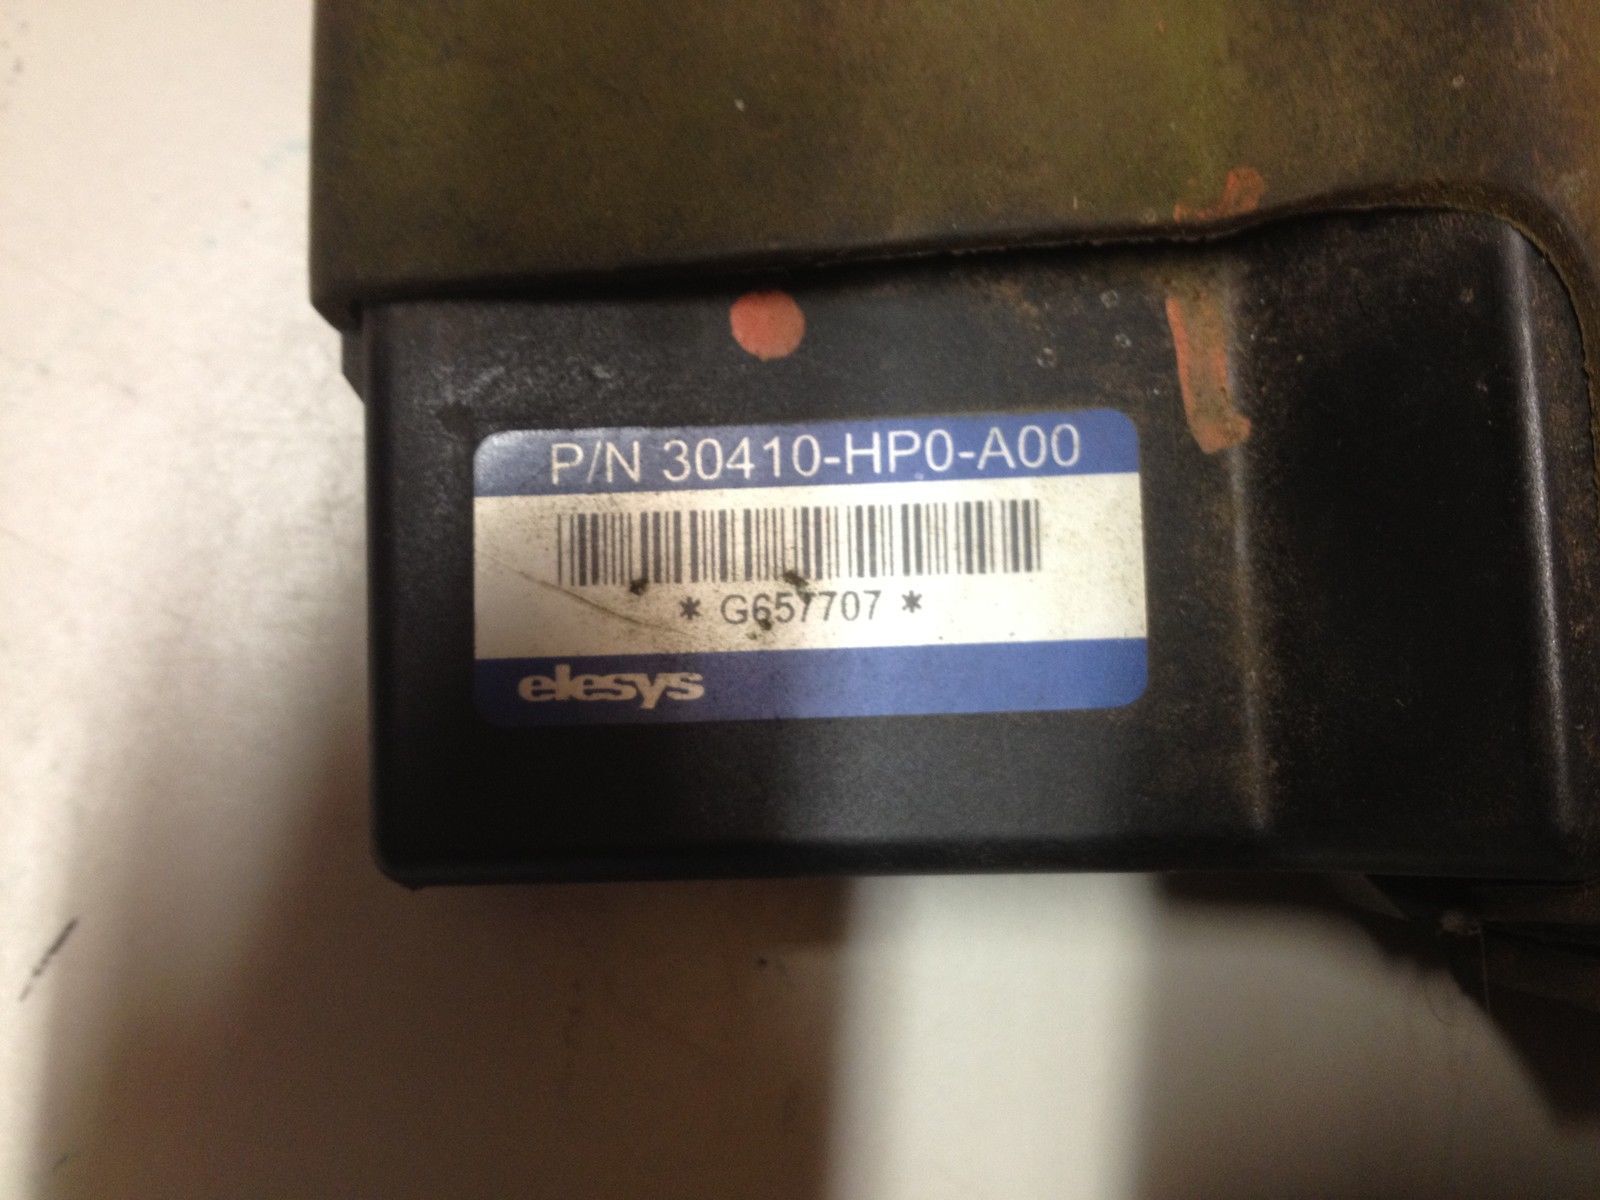 P/N 30410-HP0-A00
* G657707 *
elesys